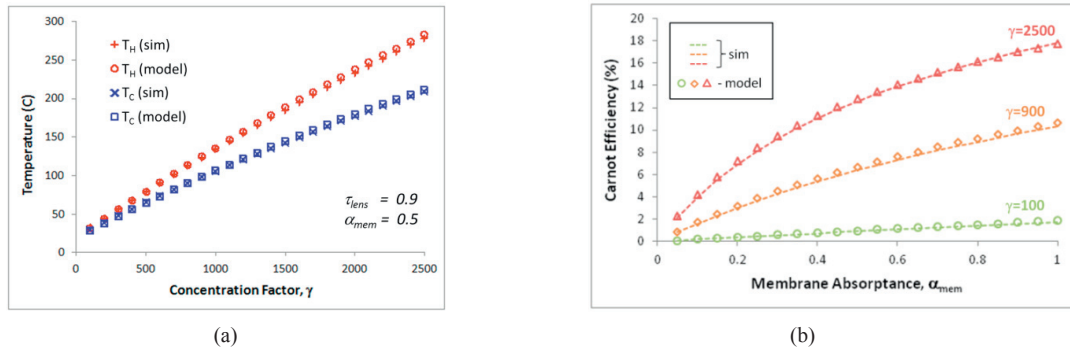 300
250
200
150
100
50
0
0 500 1000 1500 2000 2500
Temperature (C)
Concentration Factor, γ
T_H (sim)
T_H (model)
T_C (sim)
T_C (model)
τ_lens = 0.9
α_mem = 0.5
(a)
20
18
16
14
12
10
8
6
4
2
0
0 0.2 0.4 0.6 0.8 1
Carnot Efficiency (%)
Membrane Absorptance, α_mem
sim
- model
γ=2500
γ=900
γ=100
(b)